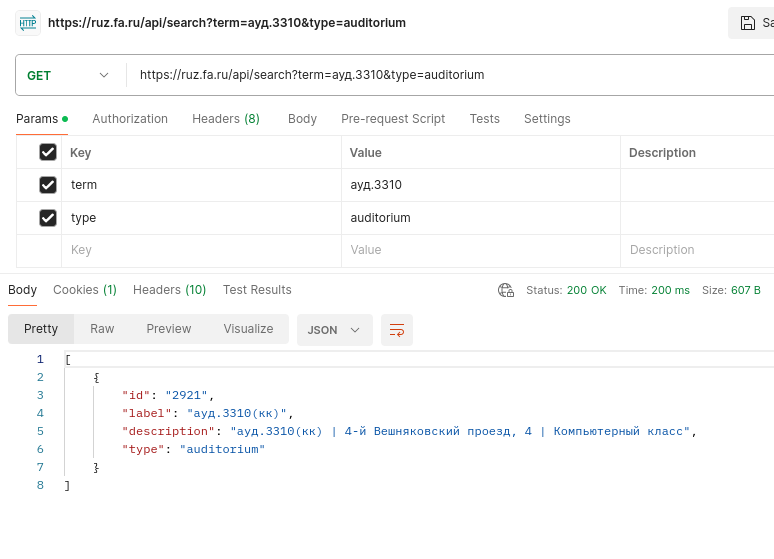 HTTP https://ruz.fa.ru/api/search?term=ауд.3310&type=auditorium
GET https://ruz.fa.ru/api/search?term=ауд.3310&type=auditorium
Params Authorization Headers (8) Body Pre-request Script Tests Settings
Key Value Description
term ауд.3310
type auditorium
Key Value Description
Body Cookies (1) Headers (10) Test Results Status: 200 OK Time: 200 ms Size: 607 B
Pretty Raw Preview Visualize JSON
1 [
2 {
3 "id": "2921",
4 "label": "ауд.3310(кк)",
5 "description": "ауд.3310(кк) | 4-й Вешняковский проезд, 4 | Компьютерный класс",
6 "type": "auditorium"
7 }
8 ]